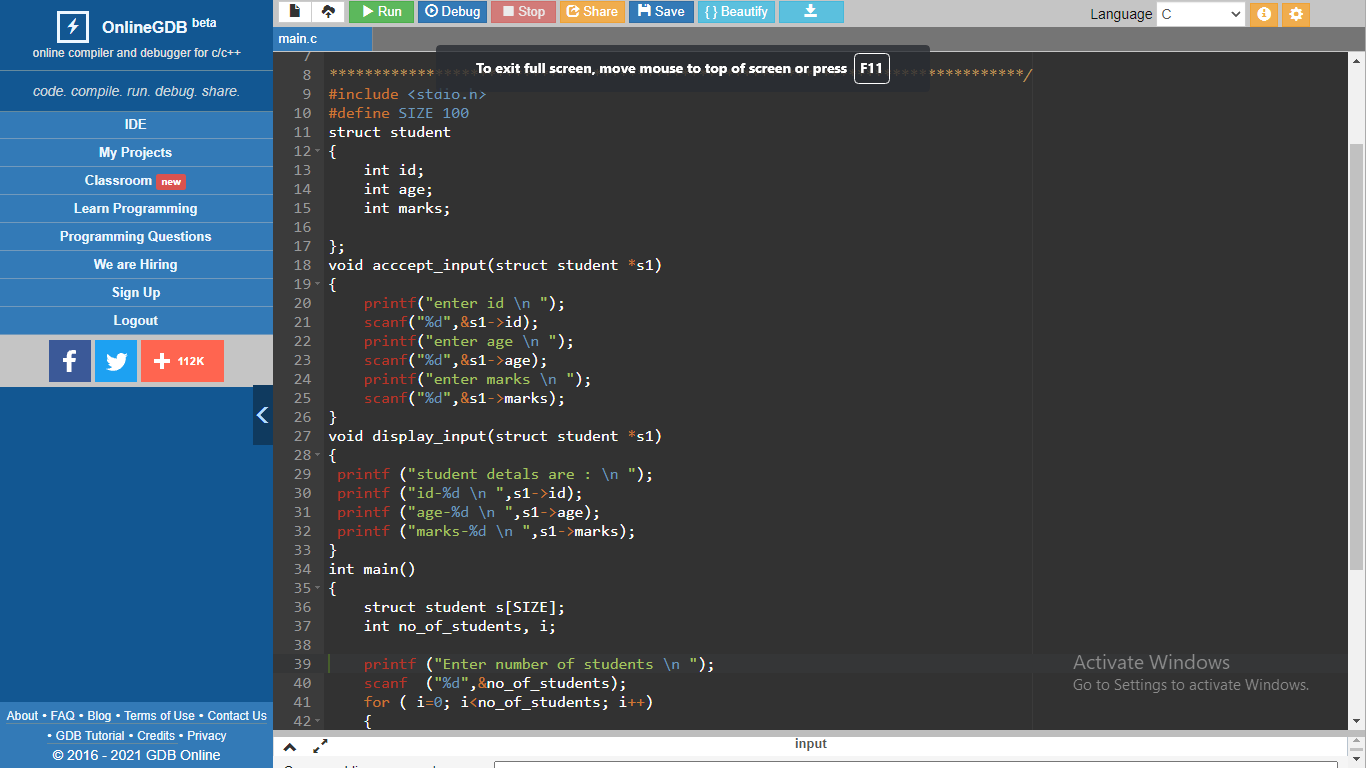 OnlineGDB beta
online compiler and debugger for c/c++
code. compile. run. debug. share.
IDE
My Projects
Classroom new
Learn Programming
Programming Questions
We are Hiring
Sign Up
Logout
112K
About • FAQ • Blog • Terms of Use • Contact Us
• GDB Tutorial • Credits • Privacy
© 2016 - 2021 GDB Online
Run Debug Stop Share Save { } Beautify
Language C
main.c
To exit full screen, move mouse to top of screen or press F11
7
8 ************ ***********/
9 #include <stdio.h>
10 #define SIZE 100
11 struct student
12 {
13 int id;
14 int age;
15 int marks;
16
17 };
18 void acccept_input(struct student *s1)
19 {
20 printf("enter id \n ");
21 scanf("%d",&s1->id);
22 printf("enter age \n ");
23 scanf("%d",&s1->age);
24 printf("enter marks \n ");
25 scanf("%d",&s1->marks);
26 }
27 void display_input(struct student *s1)
28 {
29 printf ("student detals are : \n ");
30 printf ("id-%d \n ",s1->id);
31 printf ("age-%d \n ",s1->age);
32 printf ("marks-%d \n ",s1->marks);
33 }
34 int main()
35 {
36 struct student s[SIZE];
37 int no_of_students, i;
38
39 printf ("Enter number of students \n ");
40 scanf ("%d",&no_of_students);
41 for ( i=0; i<no_of_students; i++)
42 {
Activate Windows
Go to Settings to activate Windows.
input